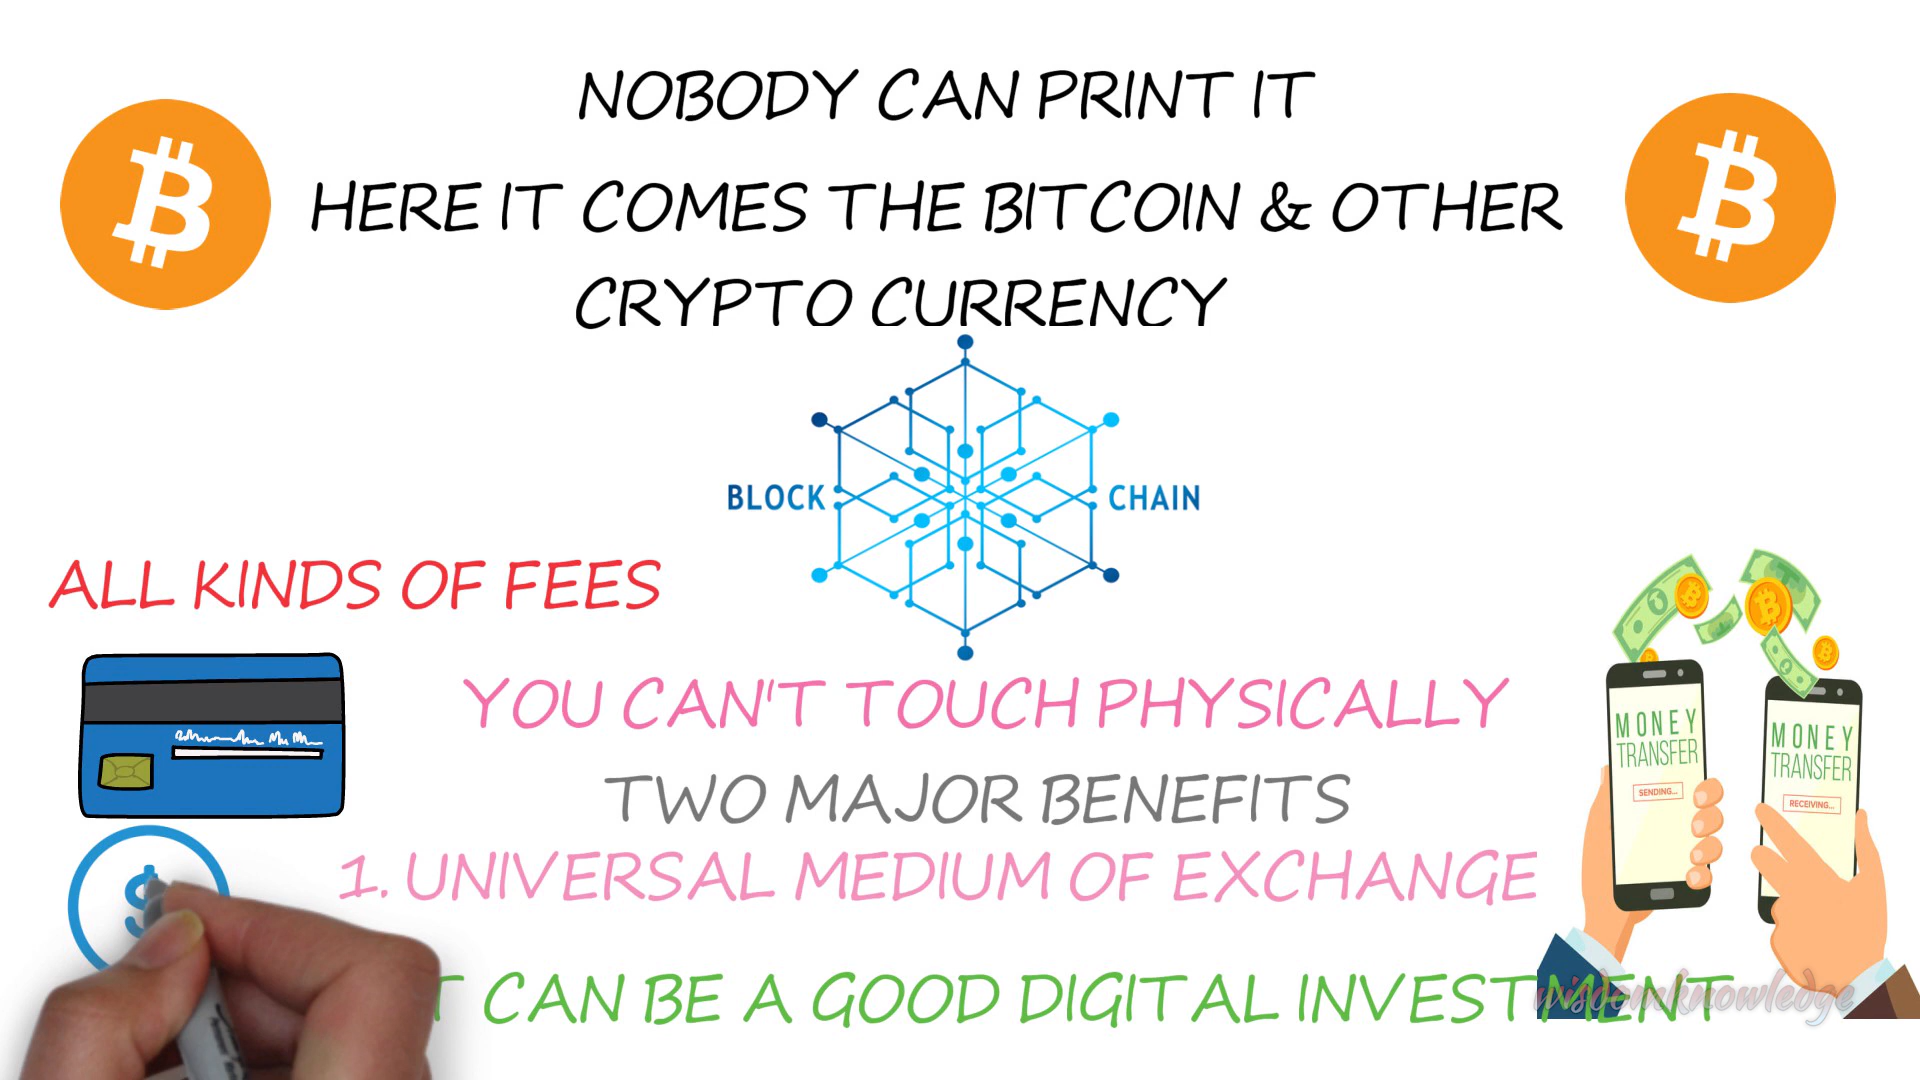 NOBODY CAN PRINT IT
HERE IT COMES THE BITCOIN & OTHER
CRYPTO CURRENCY
BLOCK CHAIN
ALL KINDS OF FEES
YOU CAN'T TOUCH PHYSICALLY
TWO MAJOR BENEFITS
1. UNIVERSAL MEDIUM OF EXCHANGE
CAN BE A GOOD DIGITAL INVESTMENT
MONEY
TRANSFER
SENDING...
MONEY
TRANSFER
RECEIVING...
$
wisdomknowledge